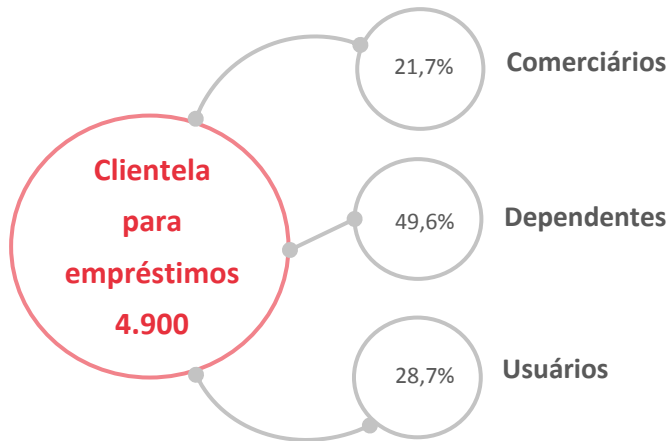 Clientela
para
empréstimos
4.900
21,7%
Comerciários
49,6%
Dependentes
28,7%
Usuários